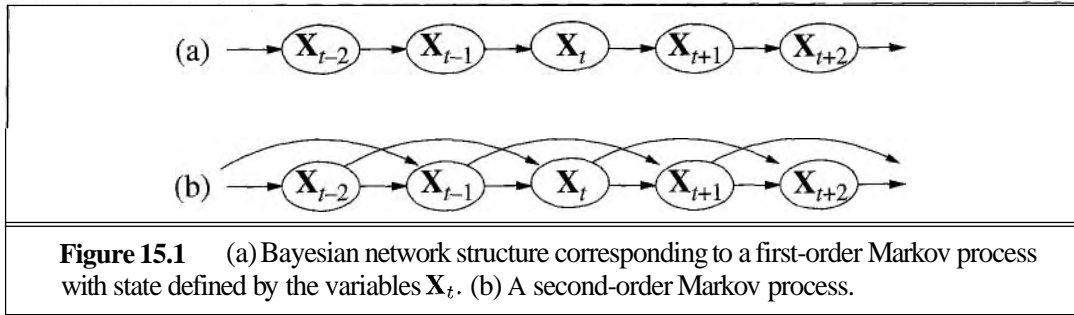 (a) X_{t–2} X_{t–1} X_t X_{t+1} X_{t+2}
(b) X_{t–2} X_{t–1} X_t X_{t+1} X_{t+2}
Figure 15.1 (a) Bayesian network structure corresponding to a first-order Markov process
with state defined by the variables X_t. (b) A second-order Markov process.